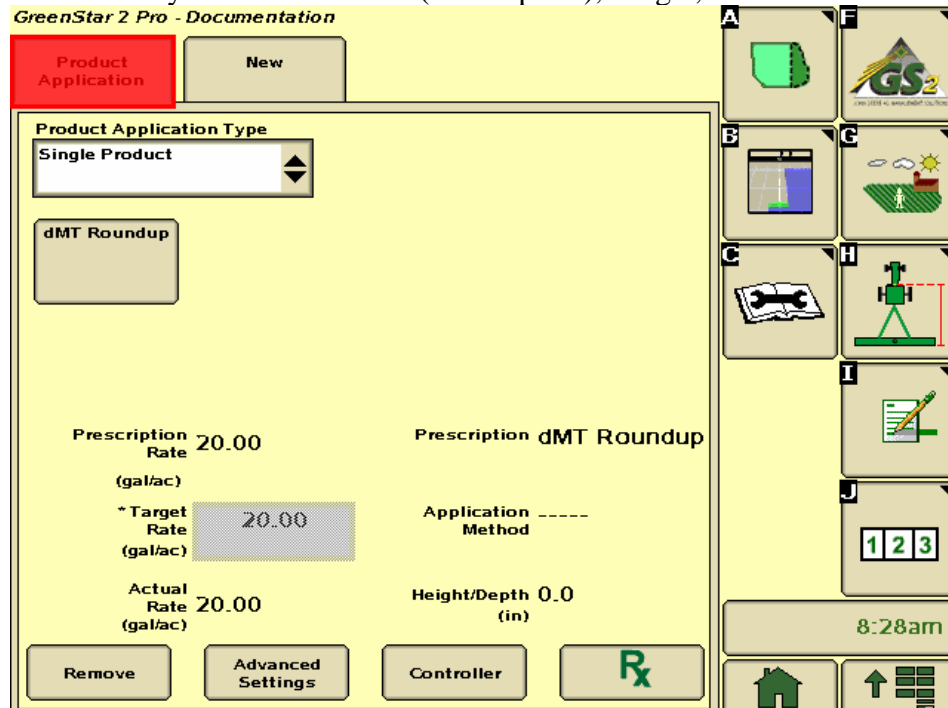 GreenStar 2 Pro - Documentation
Product
Application
New
Product Application Type
Single Product
dMT Roundup
Prescription
Rate
(gal/ac)
20.00
Prescription
dMT Roundup
*Target
Rate
(gal/ac)
20.00
Application
Method
-----
Actual
Rate
(gal/ac)
20.00
Height/Depth
(in)
0.0
Remove
Advanced
Settings
Controller
Rx
A
F
GS2
B
G
C
H
I
J
1 2 3
8:28am